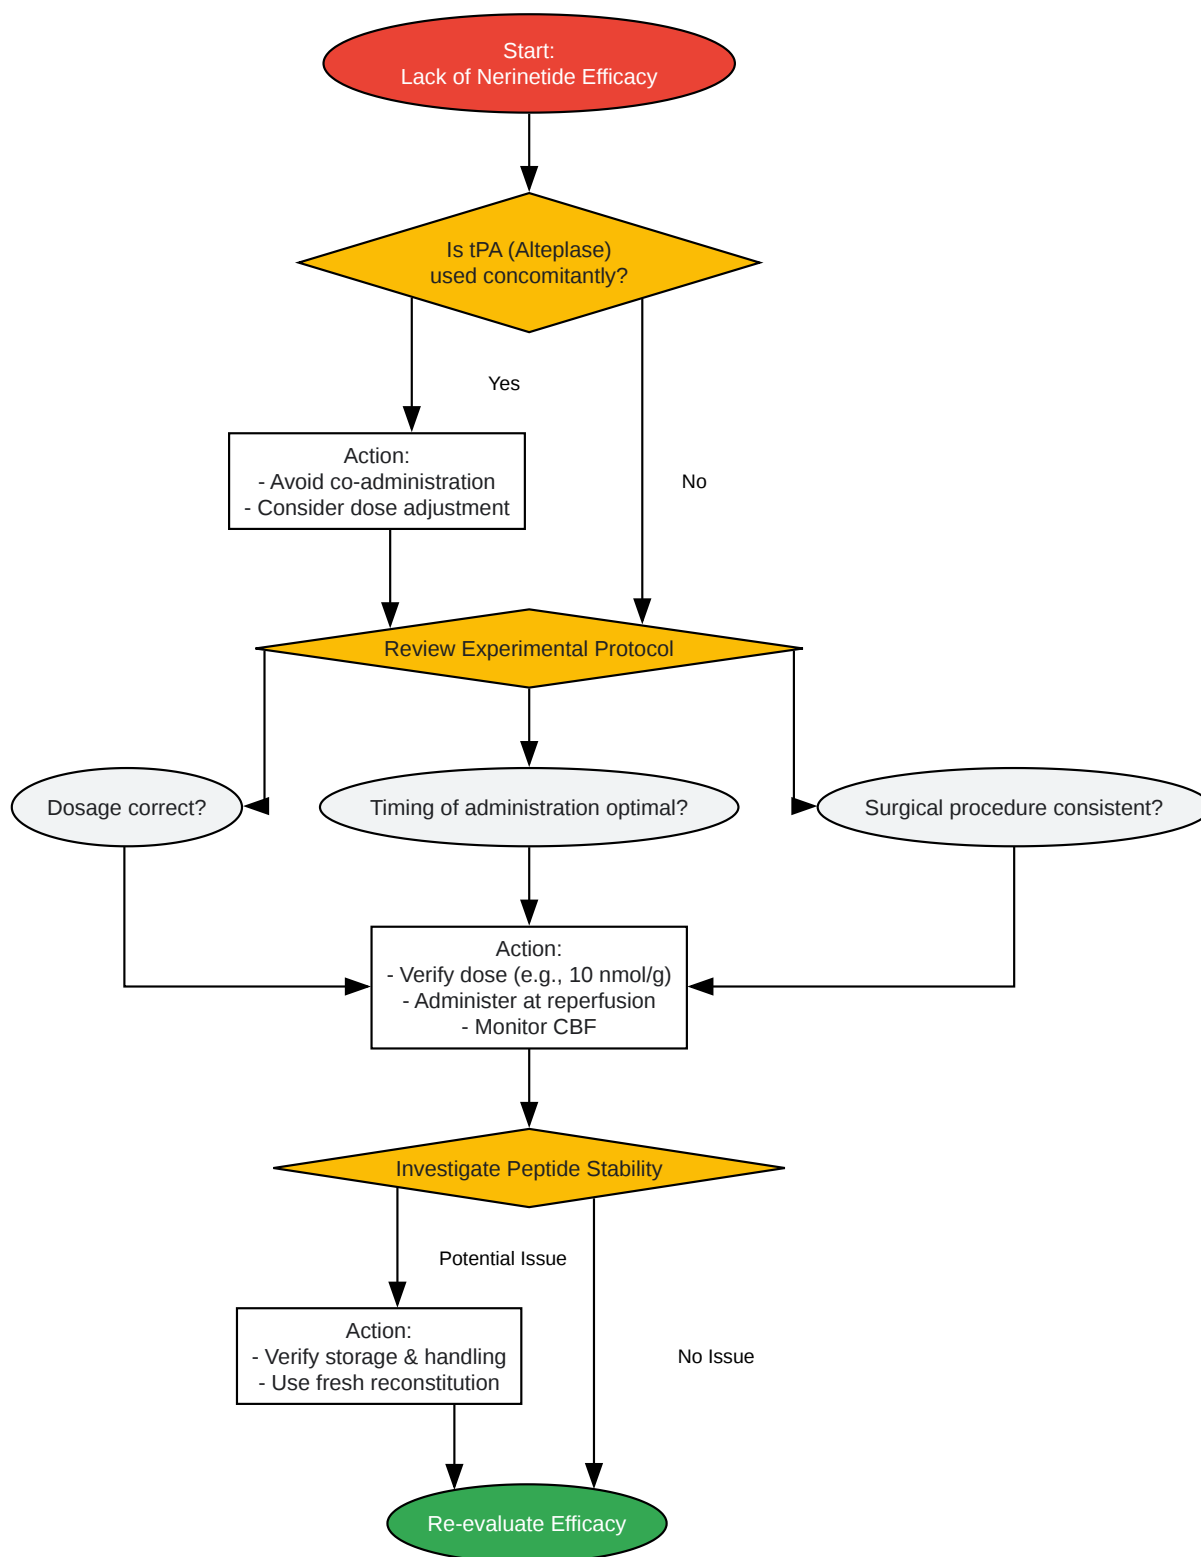 Start:
Lack of Nerinetide Efficacy
Is tPA (Alteplase)
used concomitantly?
Yes
Action:
- Avoid co-administration
- Consider dose adjustment
No
Review Experimental Protocol
Dosage correct?
Timing of administration optimal?
Surgical procedure consistent?
Action:
- Verify dose (e.g., 10 nmol/g)
- Administer at reperfusion
- Monitor CBF
Investigate Peptide Stability
Potential Issue
Action:
- Verify storage & handling
- Use fresh reconstitution
No Issue
Re-evaluate Efficacy